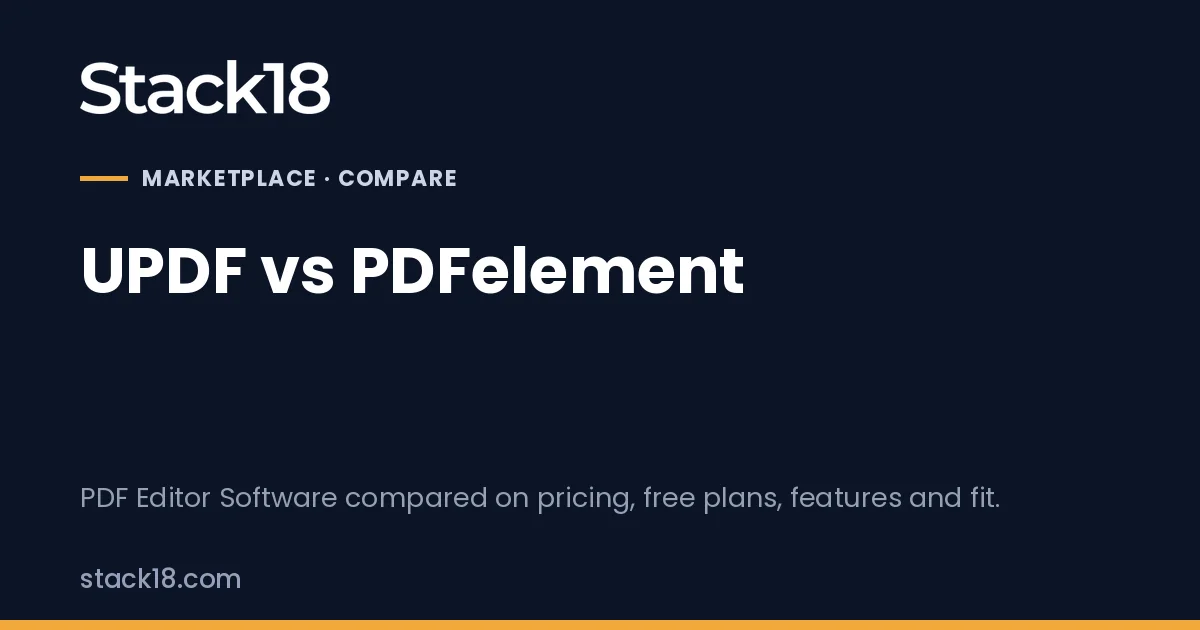 Stack18
MARKETPLACE · COMPARE
UPDF vs PDFelement
PDF Editor Software compared on pricing, free plans, features and fit.
stack18.com